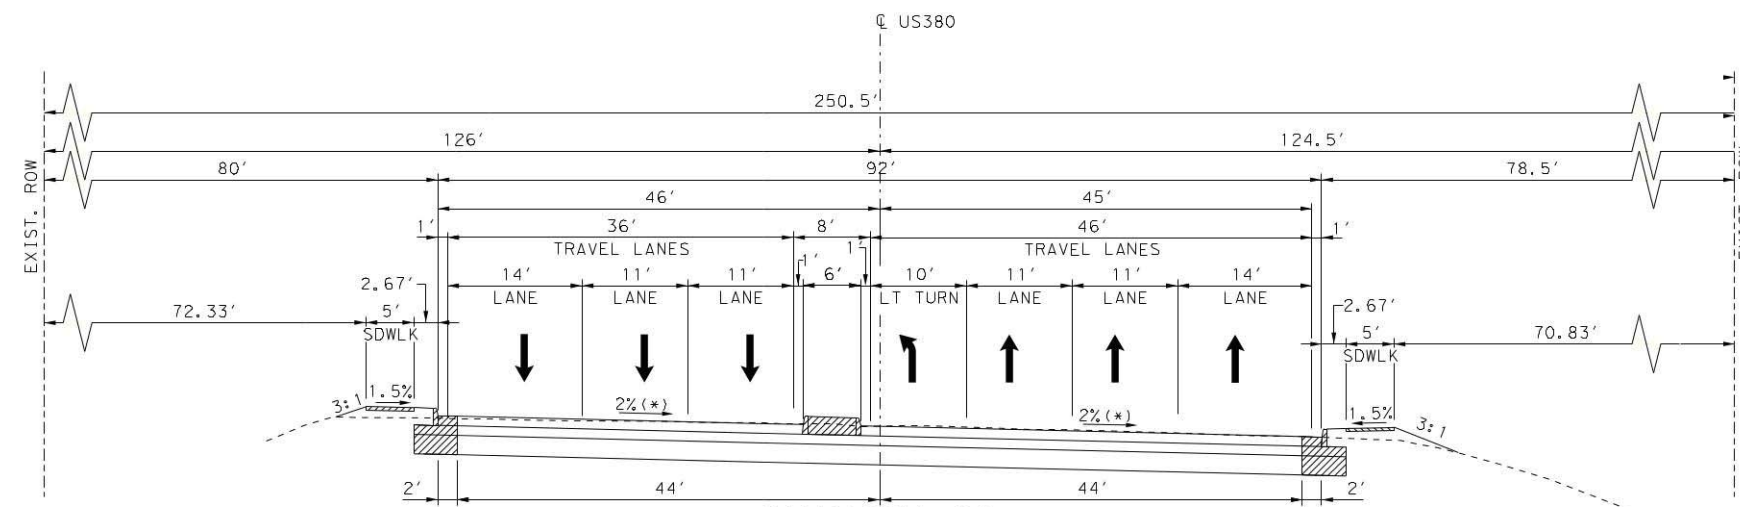 ℄ US380
250.5'
126' 124.5'
80' 92' 78.5'
46' 45'
1' 36' 8' 46' 1'
TRAVEL LANES 1' TRAVEL LANES
1'
14' 11' 11' 6' 10' 11' 11' 14'
LANE LANE LANE LT TURN LANE LANE LANE
EXIST. ROW
2.67' 2.67'
72.33' 5' 5' 70.83'
SDWLK SDWLK
3:1 1.5% 2%(*) 2%(*) 1.5% 3:1
2' 44' 44' 2'